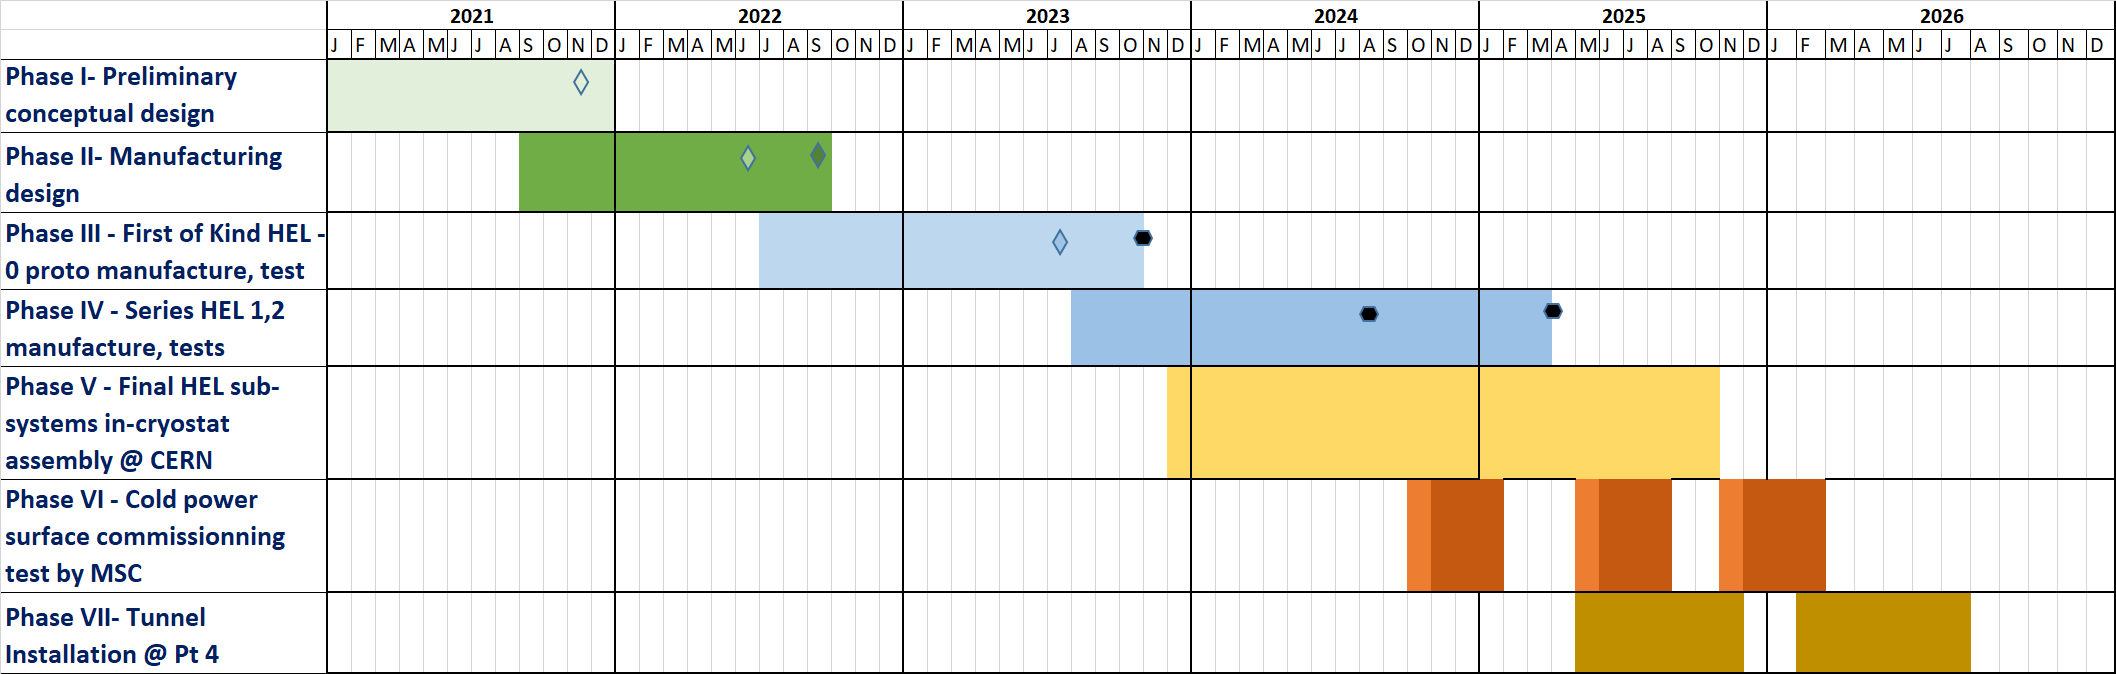 2021 2022 2023 2024 2025 2026
J F M A M J J A S O N D J F M A M J J A S O N D J F M A M J J A S O N D J F M A M J J A S O N D J F M A M J J A S O N D J F M A M J J A S O N D
Phase I- Preliminary
conceptual design
Phase II- Manufacturing
design
Phase III - First of Kind HEL -
0 proto manufacture, test
Phase IV - Series HEL 1,2
manufacture, tests
Phase V - Final HEL sub-
systems in-cryostat
assembly @ CERN
Phase VI - Cold power
surface commissionning
test by MSC
Phase VII- Tunnel
Installation @ Pt 4